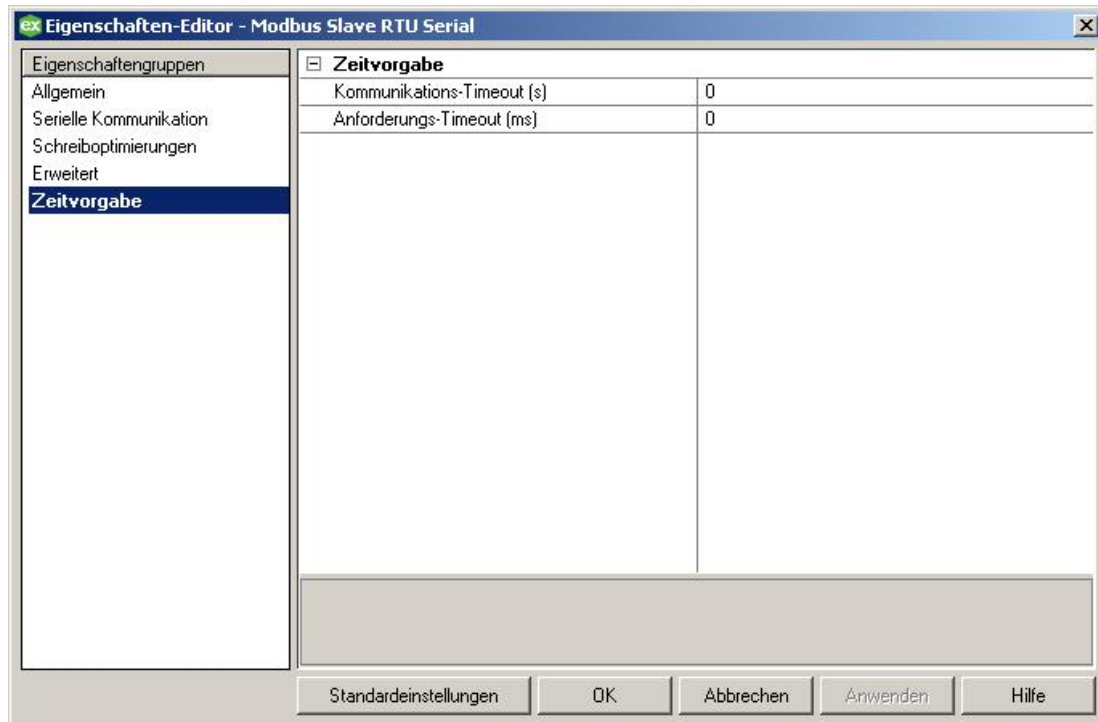 ex Eigenschaften-Editor - Modbus Slave RTU Serial
Eigenschaftengruppen
Allgemein
Serielle Kommunikation
Schreiboptimierungen
Erweitert
Zeitvorgabe
Zeitvorgabe
Kommunikations-Timeout (s) 0
Anforderungs-Timeout (ms) 0
Standardeinstellungen OK Abbrechen Anwenden Hilfe